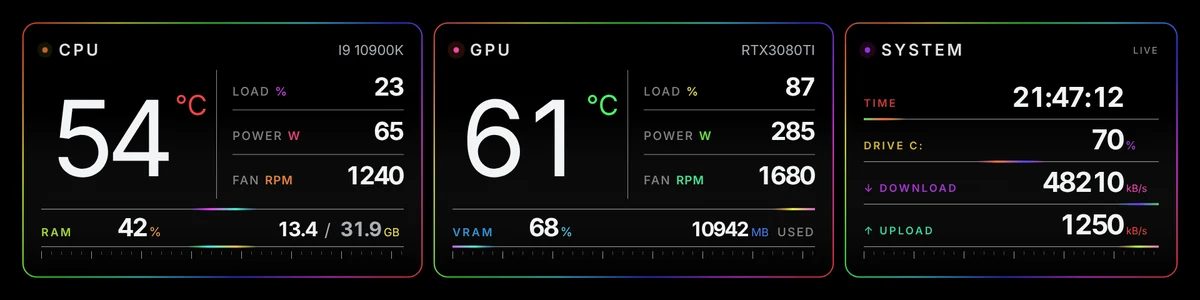 CPU I9 10900K
54 °C
LOAD % 23
POWER W 65
FAN RPM 1240
RAM 42% 13.4 / 31.9 GB
GPU RTX3080TI
61 °C
LOAD % 87
POWER W 285
FAN RPM 1680
VRAM 68% 10942 MB USED
SYSTEM LIVE
TIME 21:47:12
DRIVE C: 70%
↓ DOWNLOAD 48210 kB/s
↑ UPLOAD 1250 kB/s